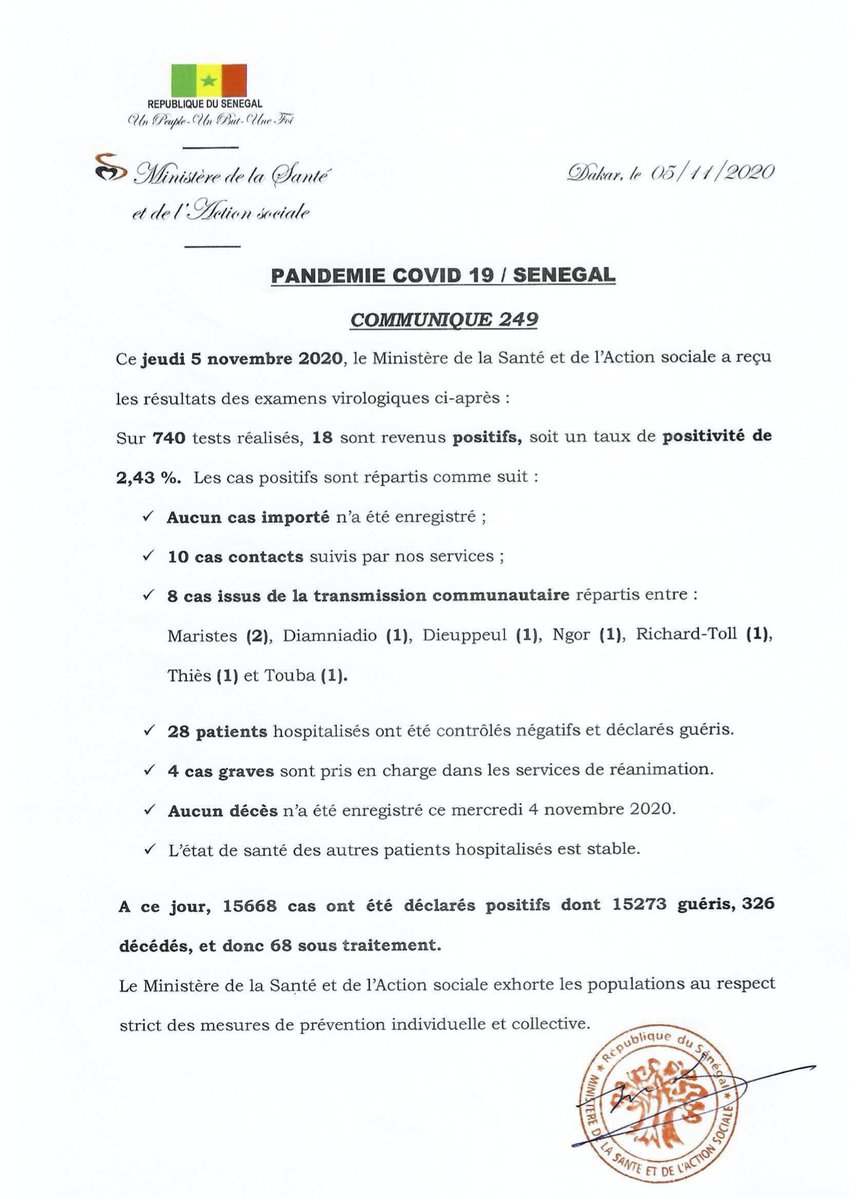 REPUBLIQUE DU SENEGAL
Un Peuple - Un But - Une Foi
Ministère de la Santé
et de l'Action sociale
Dakar, le 05/11/2020
PANDEMIE COVID 19 / SENEGAL
COMMUNIQUE 249
Ce jeudi 5 novembre 2020, le Ministère de la Santé et de l'Action sociale a reçu
les résultats des examens virologiques ci-après :
Sur 740 tests réalisés, 18 sont revenus positifs, soit un taux de positivité de
2,43 %. Les cas positifs sont répartis comme suit :
✓ Aucun cas importé n'a été enregistré ;
✓ 10 cas contacts suivis par nos services ;
✓ 8 cas issus de la transmission communautaire répartis entre :
Maristes (2), Diamniadio (1), Dieuppeul (1), Ngor (1), Richard-Toll (1),
Thiès (1) et Touba (1).
✓ 28 patients hospitalisés ont été contrôlés négatifs et déclarés guéris.
✓ 4 cas graves sont pris en charge dans les services de réanimation.
✓ Aucun décès n'a été enregistré ce mercredi 4 novembre 2020.
✓ L'état de santé des autres patients hospitalisés est stable.
A ce jour, 15668 cas ont été déclarés positifs dont 15273 guéris, 326
décédés, et donc 68 sous traitement.
Le Ministère de la Santé et de l'Action sociale exhorte les populations au respect
strict des mesures de prévention individuelle et collective.
République du Sénégal
MINISTERE DE LA SANTE ET DE L'ACTION SOCIALE